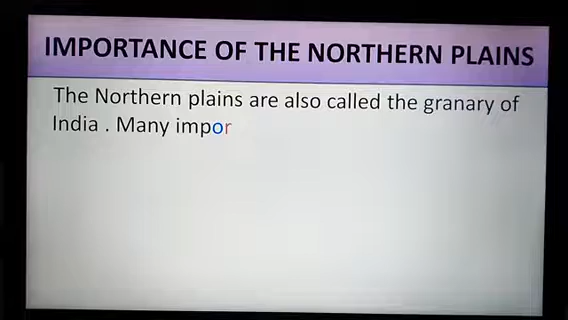 IMPORTANCE OF THE NORTHERN PLAINS
The Northern plains are also called the granary of
India . Many impor